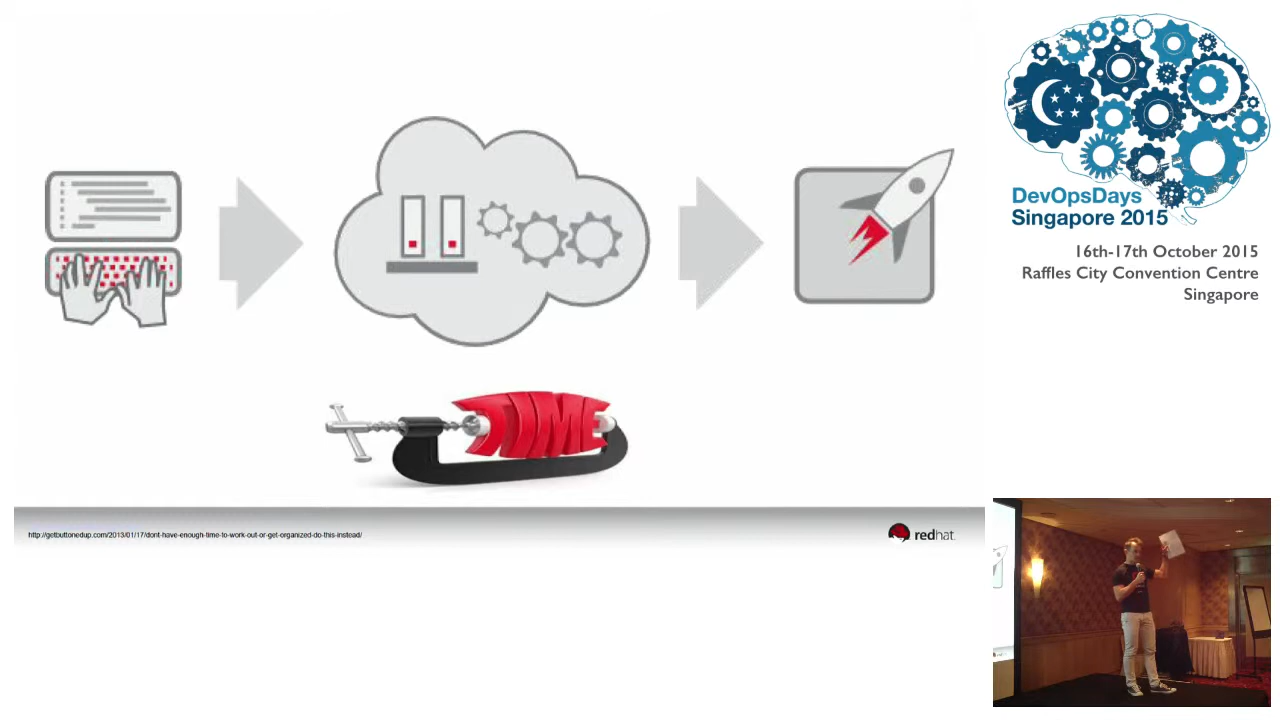 TIME
http://getbuttonedup.com/2013/01/17/dont-have-enough-time-to-work-out-or-get-organized-do-this-instead/
redhat.
DevOpsDays
Singapore 2015
16th-17th October 2015
Raffles City Convention Centre
Singapore